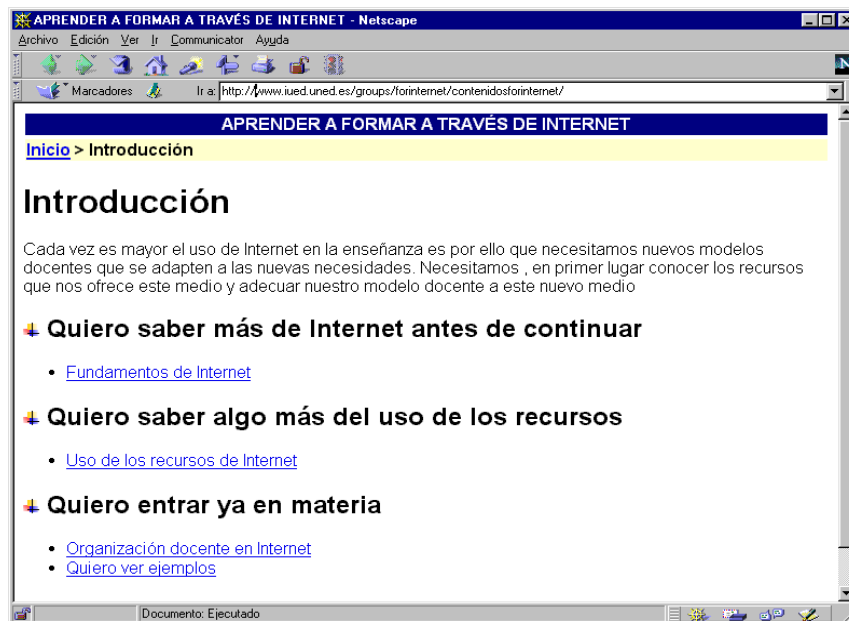 APRENDER A FORMAR A TRAVÉS DE INTERNET - Netscape
Archivo Edición Ver Ir Communicator Ayuda
Marcadores Ir a: http://www.iued.uned.es/groups/forinternet/contenidosforinternet/
N
APRENDER A FORMAR A TRAVÉS DE INTERNET
Inicio > Introducción
Introducción
Cada vez es mayor el uso de Internet en la enseñanza es por ello que necesitamos nuevos modelos
docentes que se adapten a las nuevas necesidades. Necesitamos , en primer lugar conocer los recursos
que nos ofrece este medio y adecuar nuestro modelo docente a este nuevo medio
Quiero saber más de Internet antes de continuar
• Fundamentos de Internet
Quiero saber algo más del uso de los recursos
• Uso de los recursos de Internet
Quiero entrar ya en materia
• Organización docente en Internet
• Quiero ver ejemplos
Documento: Ejecutado